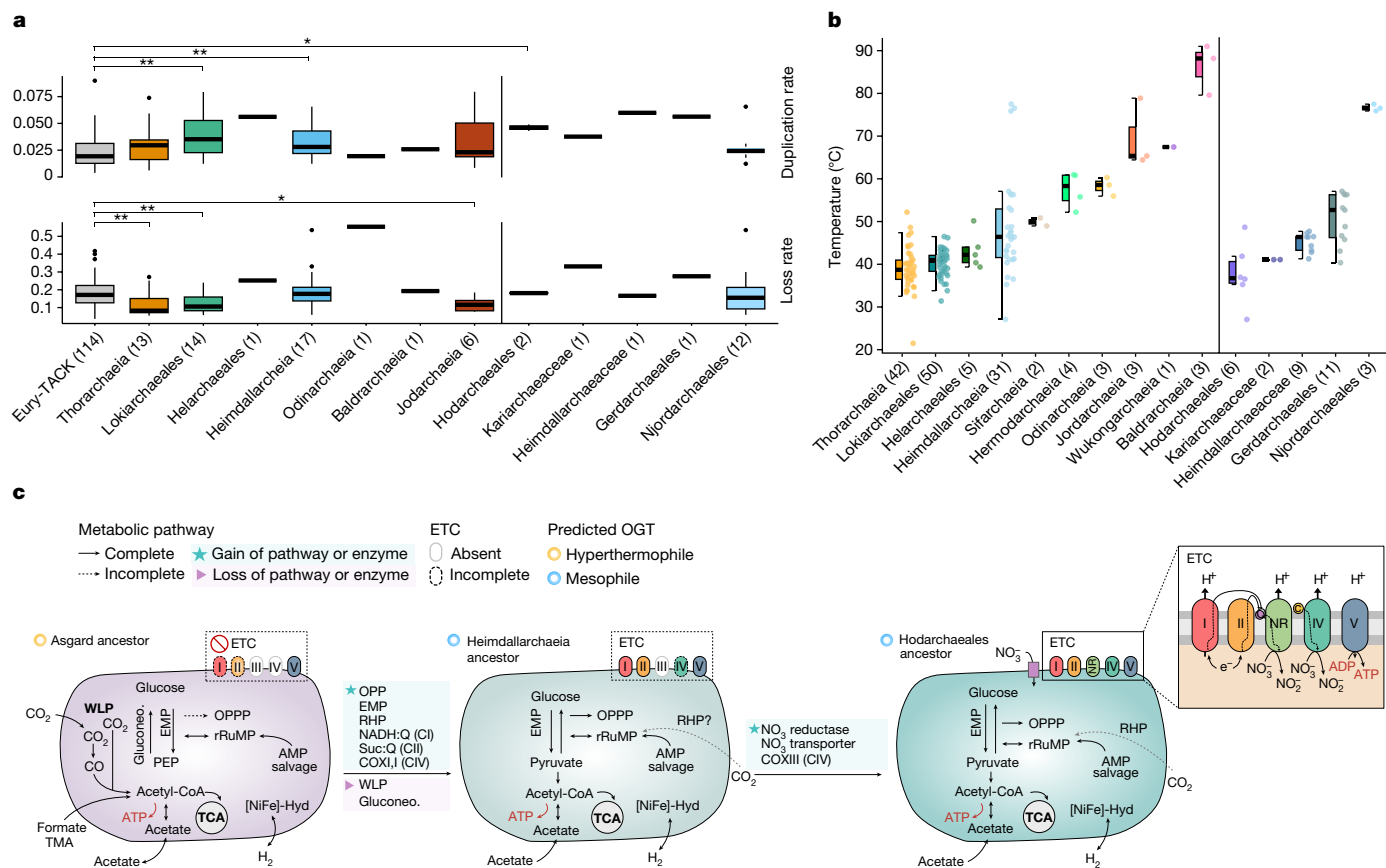 a
*
**
**
0.075
0.050
0.025
0
Duplication rate
*
**
**
0.5
0.4
0.3
0.2
0.1
Loss rate
Eury-TACK (114)
Thorarchaeia (13)
Lokiarchaeales (14)
Helarchaeales (1)
Heimdallarchaeia (17)
Odinarchaeia (1)
Baldrarchaeia (1)
Jodarchaeia (6)
Hodarchaeales (2)
Kariarchaeaceae (1)
Heimdallarchaeaceae (1)
Gerdarchaeales (1)
Njordarchaeales (12)
b
90
80
70
60
50
40
30
20
Temperature (°C)
Thorarchaeia (42)
Lokiarchaeales (50)
Helarchaeales (5)
Heimdallarchaeia (31)
Sifarchaeia (2)
Hermodarchaeia (4)
Odinarchaeia (3)
Jordarchaeia (3)
Wukongarchaeia (1)
Baldrarchaeia (3)
Hodarchaeales (6)
Kariarchaeaceae (2)
Heimdallarchaeaceae (9)
Gerdarchaeales (11)
Njordarchaeales (3)
c
Metabolic pathway
Complete
Incomplete
Gain of pathway or enzyme
Loss of pathway or enzyme
ETC
Absent
Incomplete
Predicted OGT
Hyperthermophile
Mesophile
Asgard ancestor
ETC
I II III IV V
Glucose
WLP
CO2
CO2
CO2
CO
Gluconeo.
EMP
OPPP
rRuMP
PEP
AMP
salvage
Acetyl-CoA
ATP
TCA
[NiFe]-Hyd
Acetate
Formate
TMA
Acetate
H2
OPP
EMP
RHP
NADH:Q (CI)
Suc:Q (CII)
COXI,I (CIV)
WLP
Gluconeo.
Heimdallarchaeia
ancestor
ETC
I II III IV V
Glucose
EMP
OPPP
rRuMP
RHP?
Pyruvate
AMP
salvage
CO2
Acetyl-CoA
ATP
TCA
[NiFe]-Hyd
Acetate
Acetate
H2
NO3 reductase
NO3 transporter
COXIII (CIV)
Hodarchaeales
ancestor
NO3−
ETC
I II NR IV V
Glucose
EMP
OPPP
rRuMP
RHP
Pyruvate
AMP
salvage
CO2
Acetyl-CoA
ATP
TCA
[NiFe]-Hyd
Acetate
Acetate
H2
ETC
H+ H+ H+ H+
I II Q NR C IV V
e−
NO3− NO2− NO3− NO2−
ADP ATP